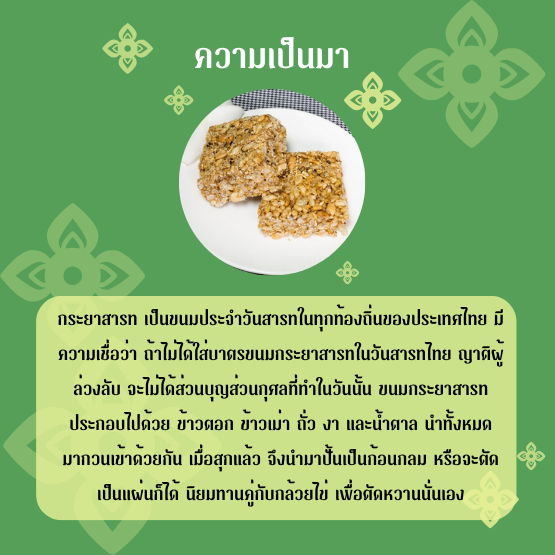 ความเป็นมา
กระยาสารท เป็นขนมประจำวันสารทในทุกท้องถิ่นของประเทศไทย มี
ความเชื่อว่า ถ้าไม่ได้ใส่บาตรขนมกระยาสารทในวันสารทไทย ญาติผู้
ล่วงลับ จะไม่ได้ส่วนบุญส่วนกุศลที่ทำในวันนั้น ขนมกระยาสารท
ประกอบไปด้วย ข้าวตอก ข้าวเม่า ถั่ว งา และน้ำตาล นำทั้งหมด
มากวนเข้าด้วยกัน เมื่อสุกแล้ว จึงนำมาปั้นเป็นก้อนกลม หรือจะตัด
เป็นแผ่นก็ได้ นิยมทานคู่กับกล้วยไข่ เพื่อตัดหวานนั่นเอง